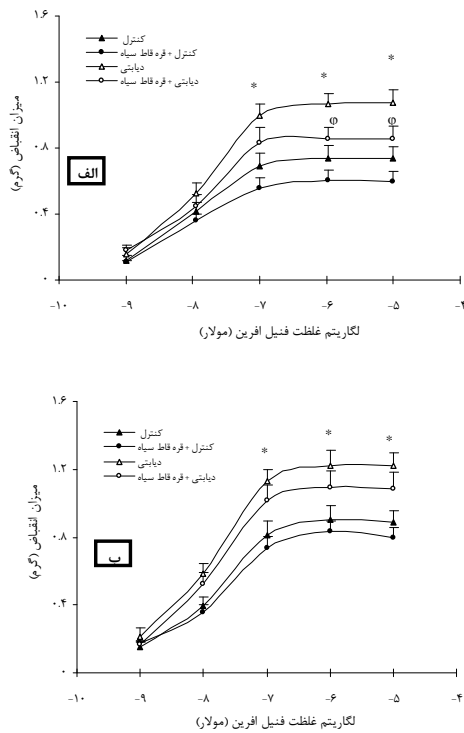 ۱.۶
کنترل
کنترل + قره قاط سیاه
دیابتی
دیابتی + قره قاط سیاه
* * *
۱.۲
φ φ
۰.۸
میزان انقباض (گرم)
الف
۰.۴
۰
-۱۰ -۹ -۸ -۷ -۶ -۵ -۴
لگاریتم غلظت فنیل افرین (مولار)
۱.۶
کنترل
کنترل + قره قاط سیاه
دیابتی
دیابتی + قره قاط سیاه
* * *
۱.۲
۰.۸
میزان انقباض (گرم)
ب
۰.۴
۰
-۱۰ -۹ -۸ -۷ -۶ -۵ -۴
لگاریتم غلظت فنیل افرین (مولار)